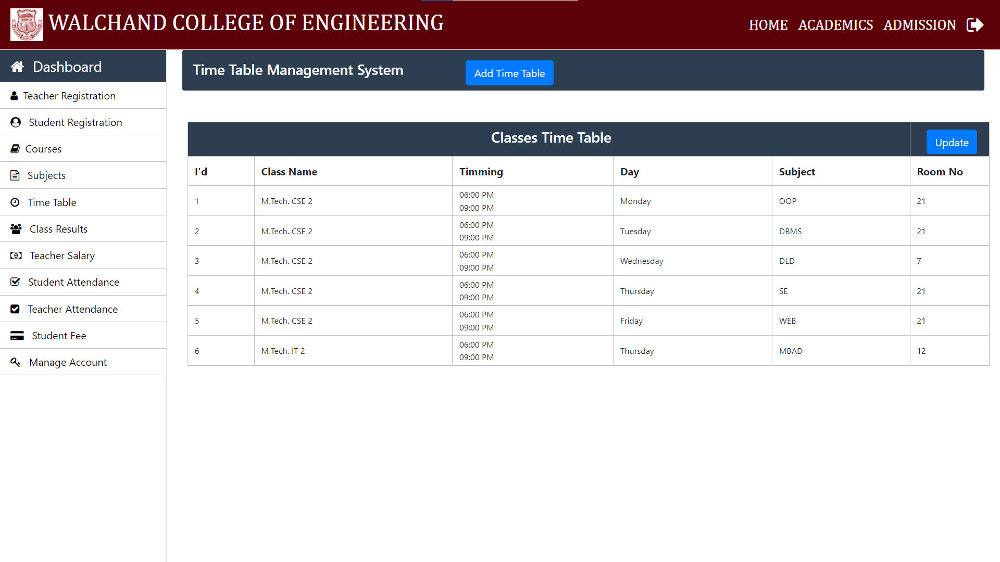 WALCHAND COLLEGE OF ENGINEERING
HOME ACADEMICS ADMISSION
Dashboard
Teacher Registration
Student Registration
Courses
Subjects
Time Table
Class Results
Teacher Salary
Student Attendance
Teacher Attendance
Student Fee
Manage Account
Time Table Management System
Add Time Table
Classes Time Table
Update
I'd Class Name Timming Day Subject Room No
1 M.Tech. CSE 2 06:00 PM 09:00 PM Monday OOP 21
2 M.Tech. CSE 2 06:00 PM 09:00 PM Tuesday DBMS 21
3 M.Tech. CSE 2 06:00 PM 09:00 PM Wednesday DLD 7
4 M.Tech. CSE 2 06:00 PM 09:00 PM Thursday SE 21
5 M.Tech. CSE 2 06:00 PM 09:00 PM Friday WEB 21
6 M.Tech. IT 2 06:00 PM 09:00 PM Thursday MBAD 12